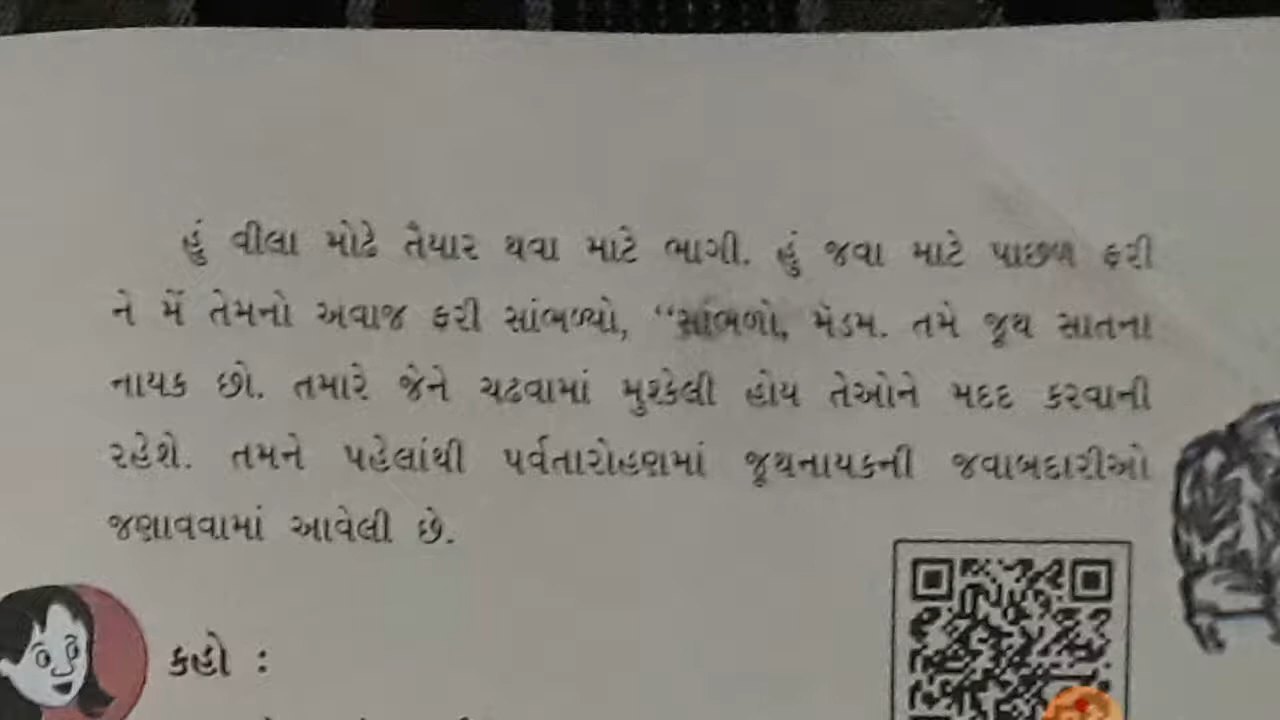 હું વીલા મોઢે તૈયાર થવા માટે ભાગી. હું જવા માટે પાછળ ફરી
ને મેં તેમનો અવાજ ફરી સાંભળ્યો, “સાંભળો, મૅડમ. તમે જૂથ સાતના
નાયક છો. તમારે જેને ચઢવામાં મુશ્કેલી હોય તેઓને મદદ કરવાની
રહેશે. તમને પહેલાંથી પર્વતારોહણમાં જૂથનાયકની જવાબદારીઓ
જણાવવામાં આવેલી છે.
કહો :